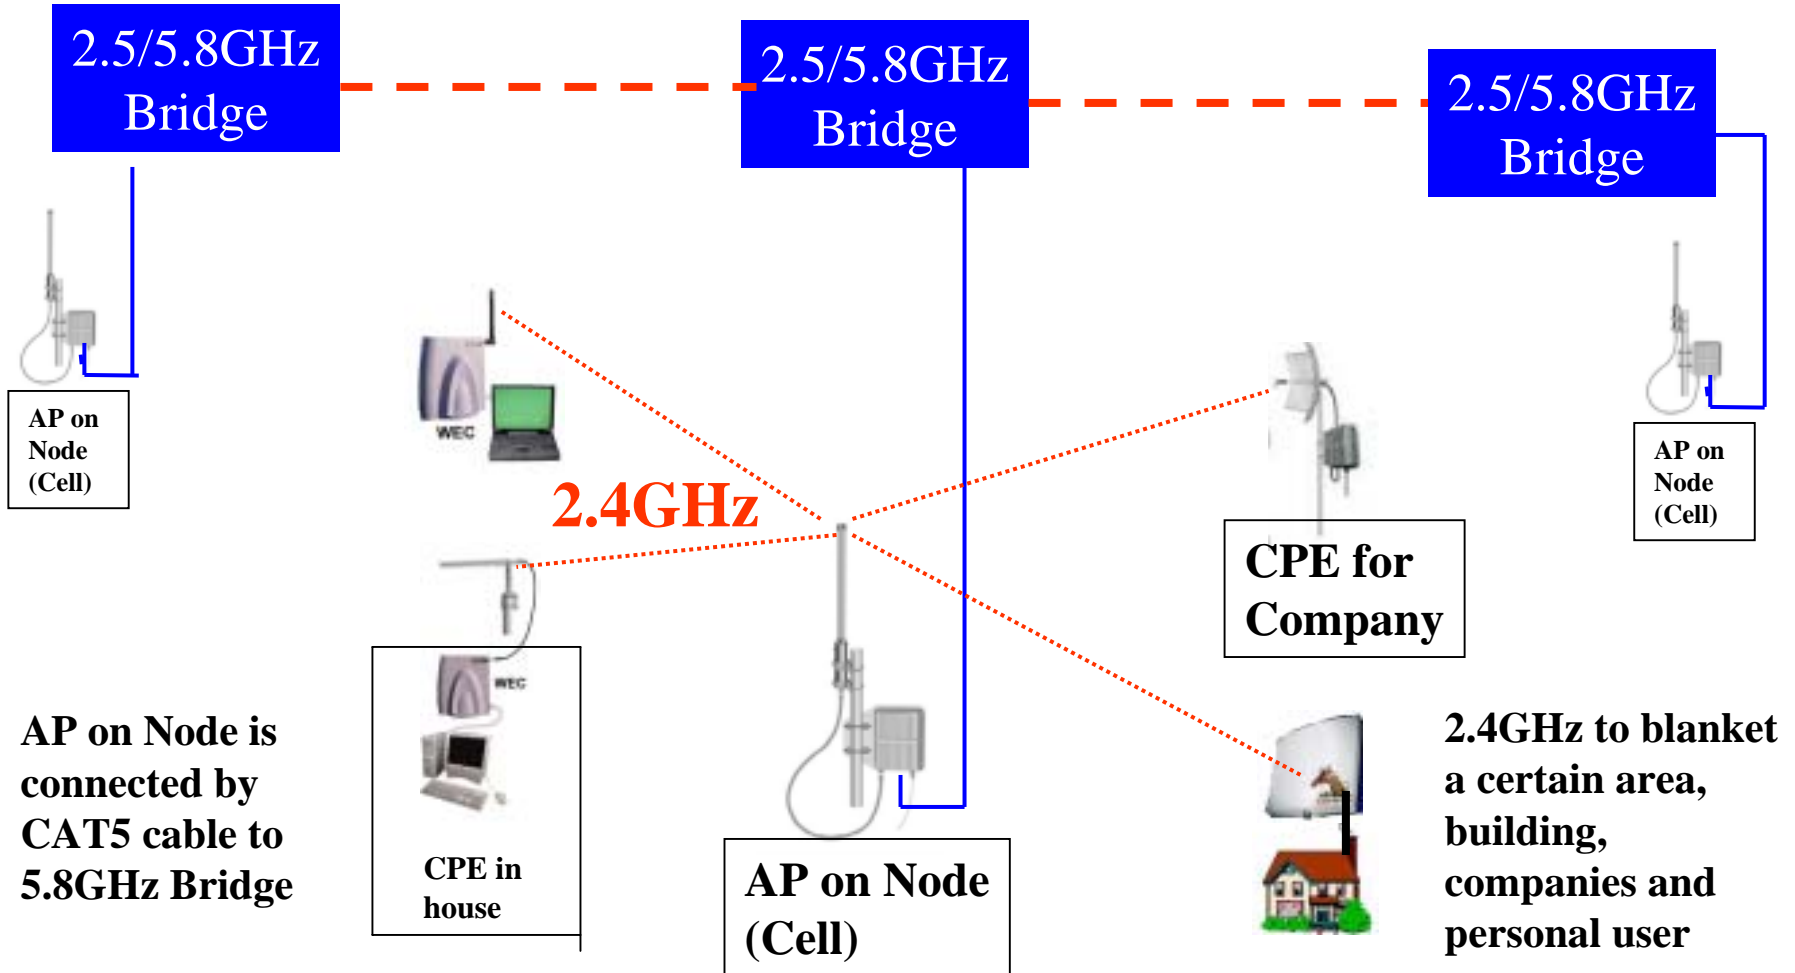 2.5/5.8GHz
Bridge
2.5/5.8GHz
Bridge
2.5/5.8GHz
Bridge
AP on
Node
(Cell)
WEC
2.4GHz
AP on
Node
(Cell)
CPE for
Company
WEC
AP on Node is
connected by
CAT5 cable to
5.8GHz Bridge
CPE in
house
AP on Node
(Cell)
2.4GHz to blanket
a certain area,
building,
companies and
personal user